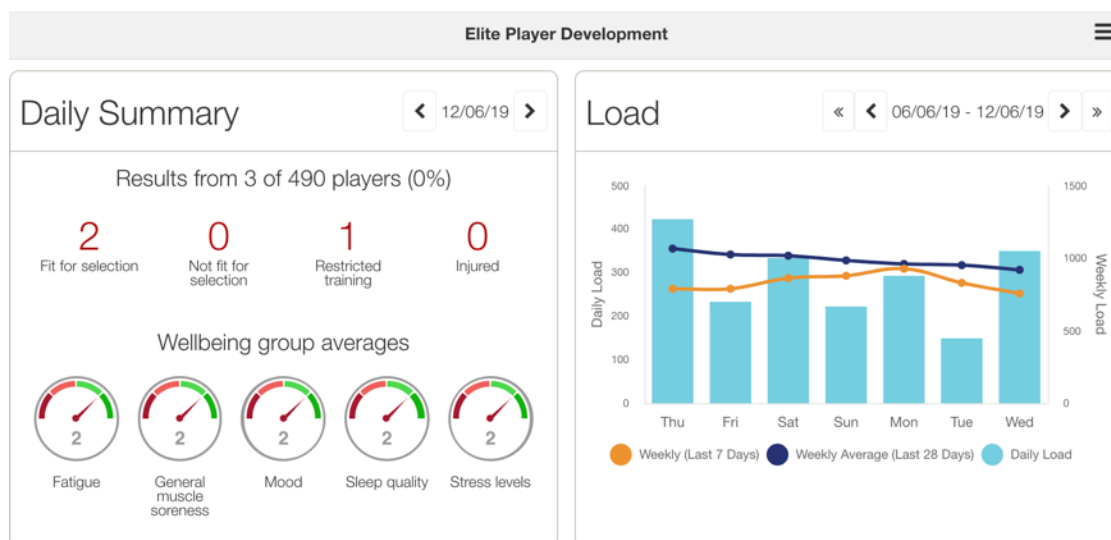 Elite Player Development
Daily Summary
12/06/19
Results from 3 of 490 players (0%)
2
Fit for selection
0
Not fit for
selection
1
Restricted
training
0
Injured
Wellbeing group averages
2
Fatigue
2
General
muscle
soreness
2
Mood
2
Sleep quality
2
Stress levels
Load
06/06/19 - 12/06/19
Daily Load
500
400
300
200
100
0
1500
1000
500
0
Weekly Load
Thu Fri Sat Sun Mon Tue Wed
Weekly (Last 7 Days) Weekly Average (Last 28 Days) Daily Load